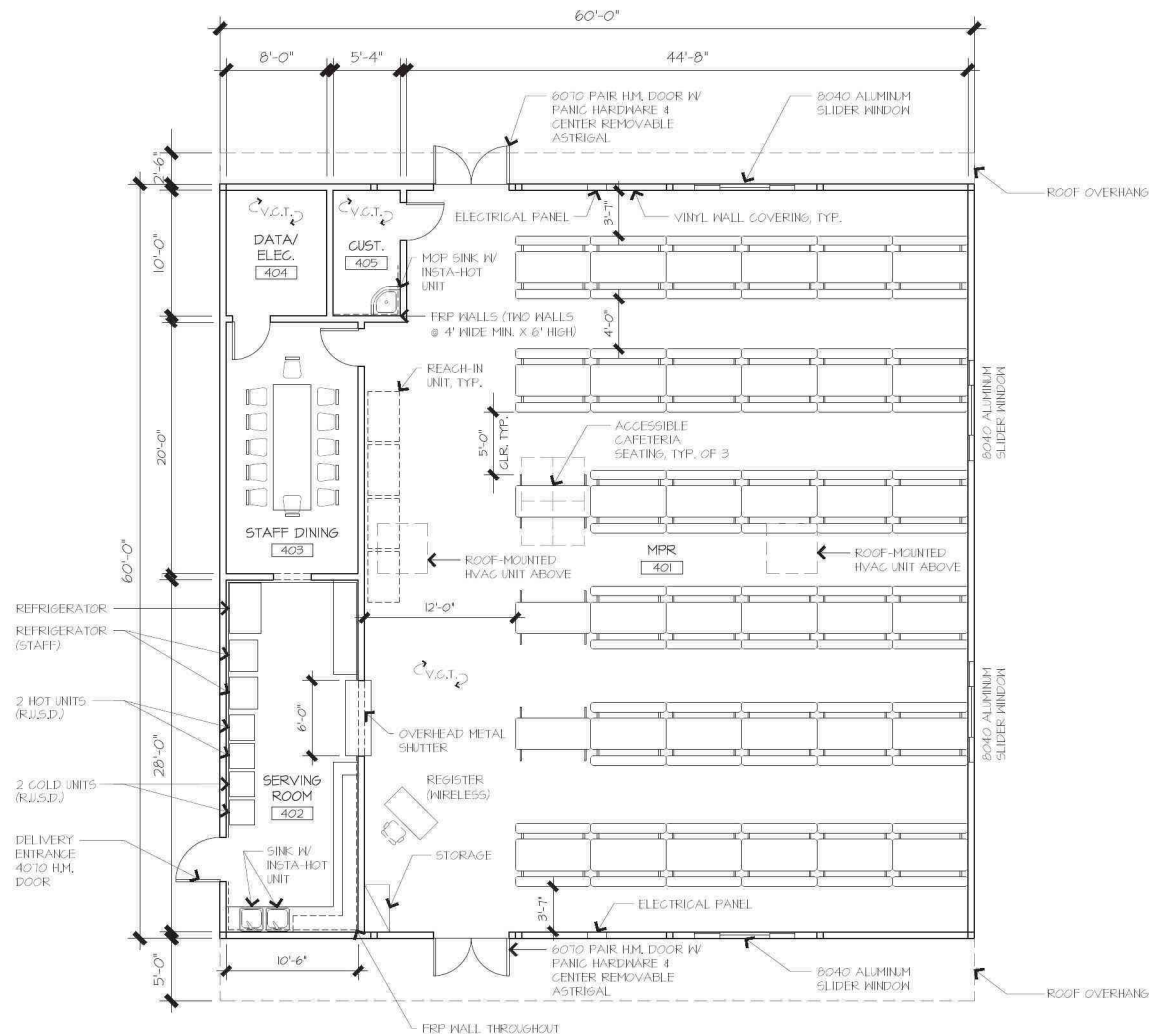 60'-0"
8'-0"
5'-4"
44'-8"
6070 PAIR H.M. DOOR W/
PANIC HARDWARE &
CENTER REMOVABLE
ASTRIGAL
8040 ALUMINUM
SLIDER WINDOW
2'-6"
ROOF OVERHANG
V.C.T.
V.C.T.
ELECTRICAL PANEL
3'-7"
VINYL WALL COVERING, TYP.
DATA/
ELEC.
404
CUST.
405
10'-0"
MOP SINK W/
INSTA-HOT
UNIT
FRP WALLS (TWO WALLS
@ 4' WIDE MIN. X 6' HIGH)
4'-0"
REACH-IN
UNIT, TYP.
8040 ALUMINUM
SLIDER WINDOW
20'-0"
5'-0"
CLR. TYP.
ACCESSIBLE
CAFETERIA
SEATING, TYP. OF 3
STAFF DINING
403
MPR
401
ROOF-MOUNTED
HVAC UNIT ABOVE
ROOF-MOUNTED
HVAC UNIT ABOVE
60'-0"
REFRIGERATOR
12'-0"
REFRIGERATOR
(STAFF)
V.C.T.
2 HOT UNITS
(R.U.S.D.)
6'-0"
OVERHEAD METAL
SHUTTER
8040 ALUMINUM
SLIDER WINDOW
28'-0"
2 COLD UNITS
(R.U.S.D.)
SERVING
ROOM
402
REGISTER
(WIRELESS)
DELIVERY
ENTRANCE
4070 H.M.
DOOR
SINK W/
INSTA-HOT
UNIT
STORAGE
3'-7"
ELECTRICAL PANEL
5'-0"
10'-6"
6070 PAIR H.M. DOOR W/
PANIC HARDWARE &
CENTER REMOVABLE
ASTRIGAL
8040 ALUMINUM
SLIDER WINDOW
ROOF OVERHANG
FRP WALL THROUGHOUT